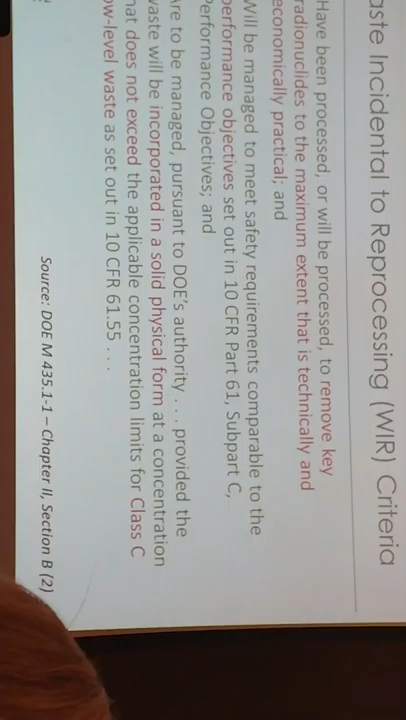 aste Incidental to Reprocessing (WIR) Criteria
Have been processed, or will be processed, to remove key
radionuclides to the maximum extent that is technically and
economically practical; and
Will be managed to meet safety requirements comparable to the
performance objectives set out in 10 CFR Part 61, Subpart C,
Performance Objectives; and
Are to be managed, pursuant to DOE's authority . . . provided the
waste will be incorporated in a solid physical form at a concentration
hat does not exceed the applicable concentration limits for Class C
ow-level waste as set out in 10 CFR 61.55 . . . .
Source: DOE M 435.1-1 – Chapter II, Section B (2)